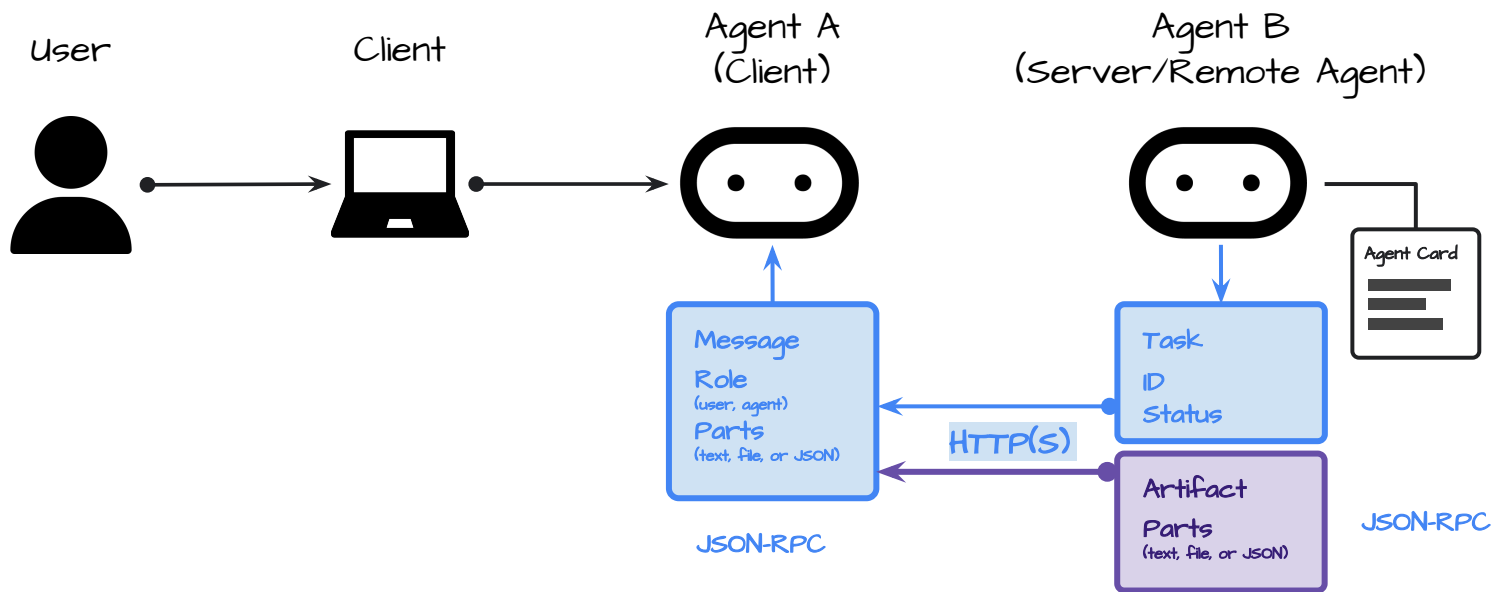 User
Client
Agent A
(Client)
Agent B
(Server/Remote Agent)
Agent Card
Message
Role
(user, agent)
Parts
(text, file, or JSON)
JSON-RPC
HTTP(S)
Task
ID
Status
Artifact
Parts
(text, file, or JSON)
JSON-RPC